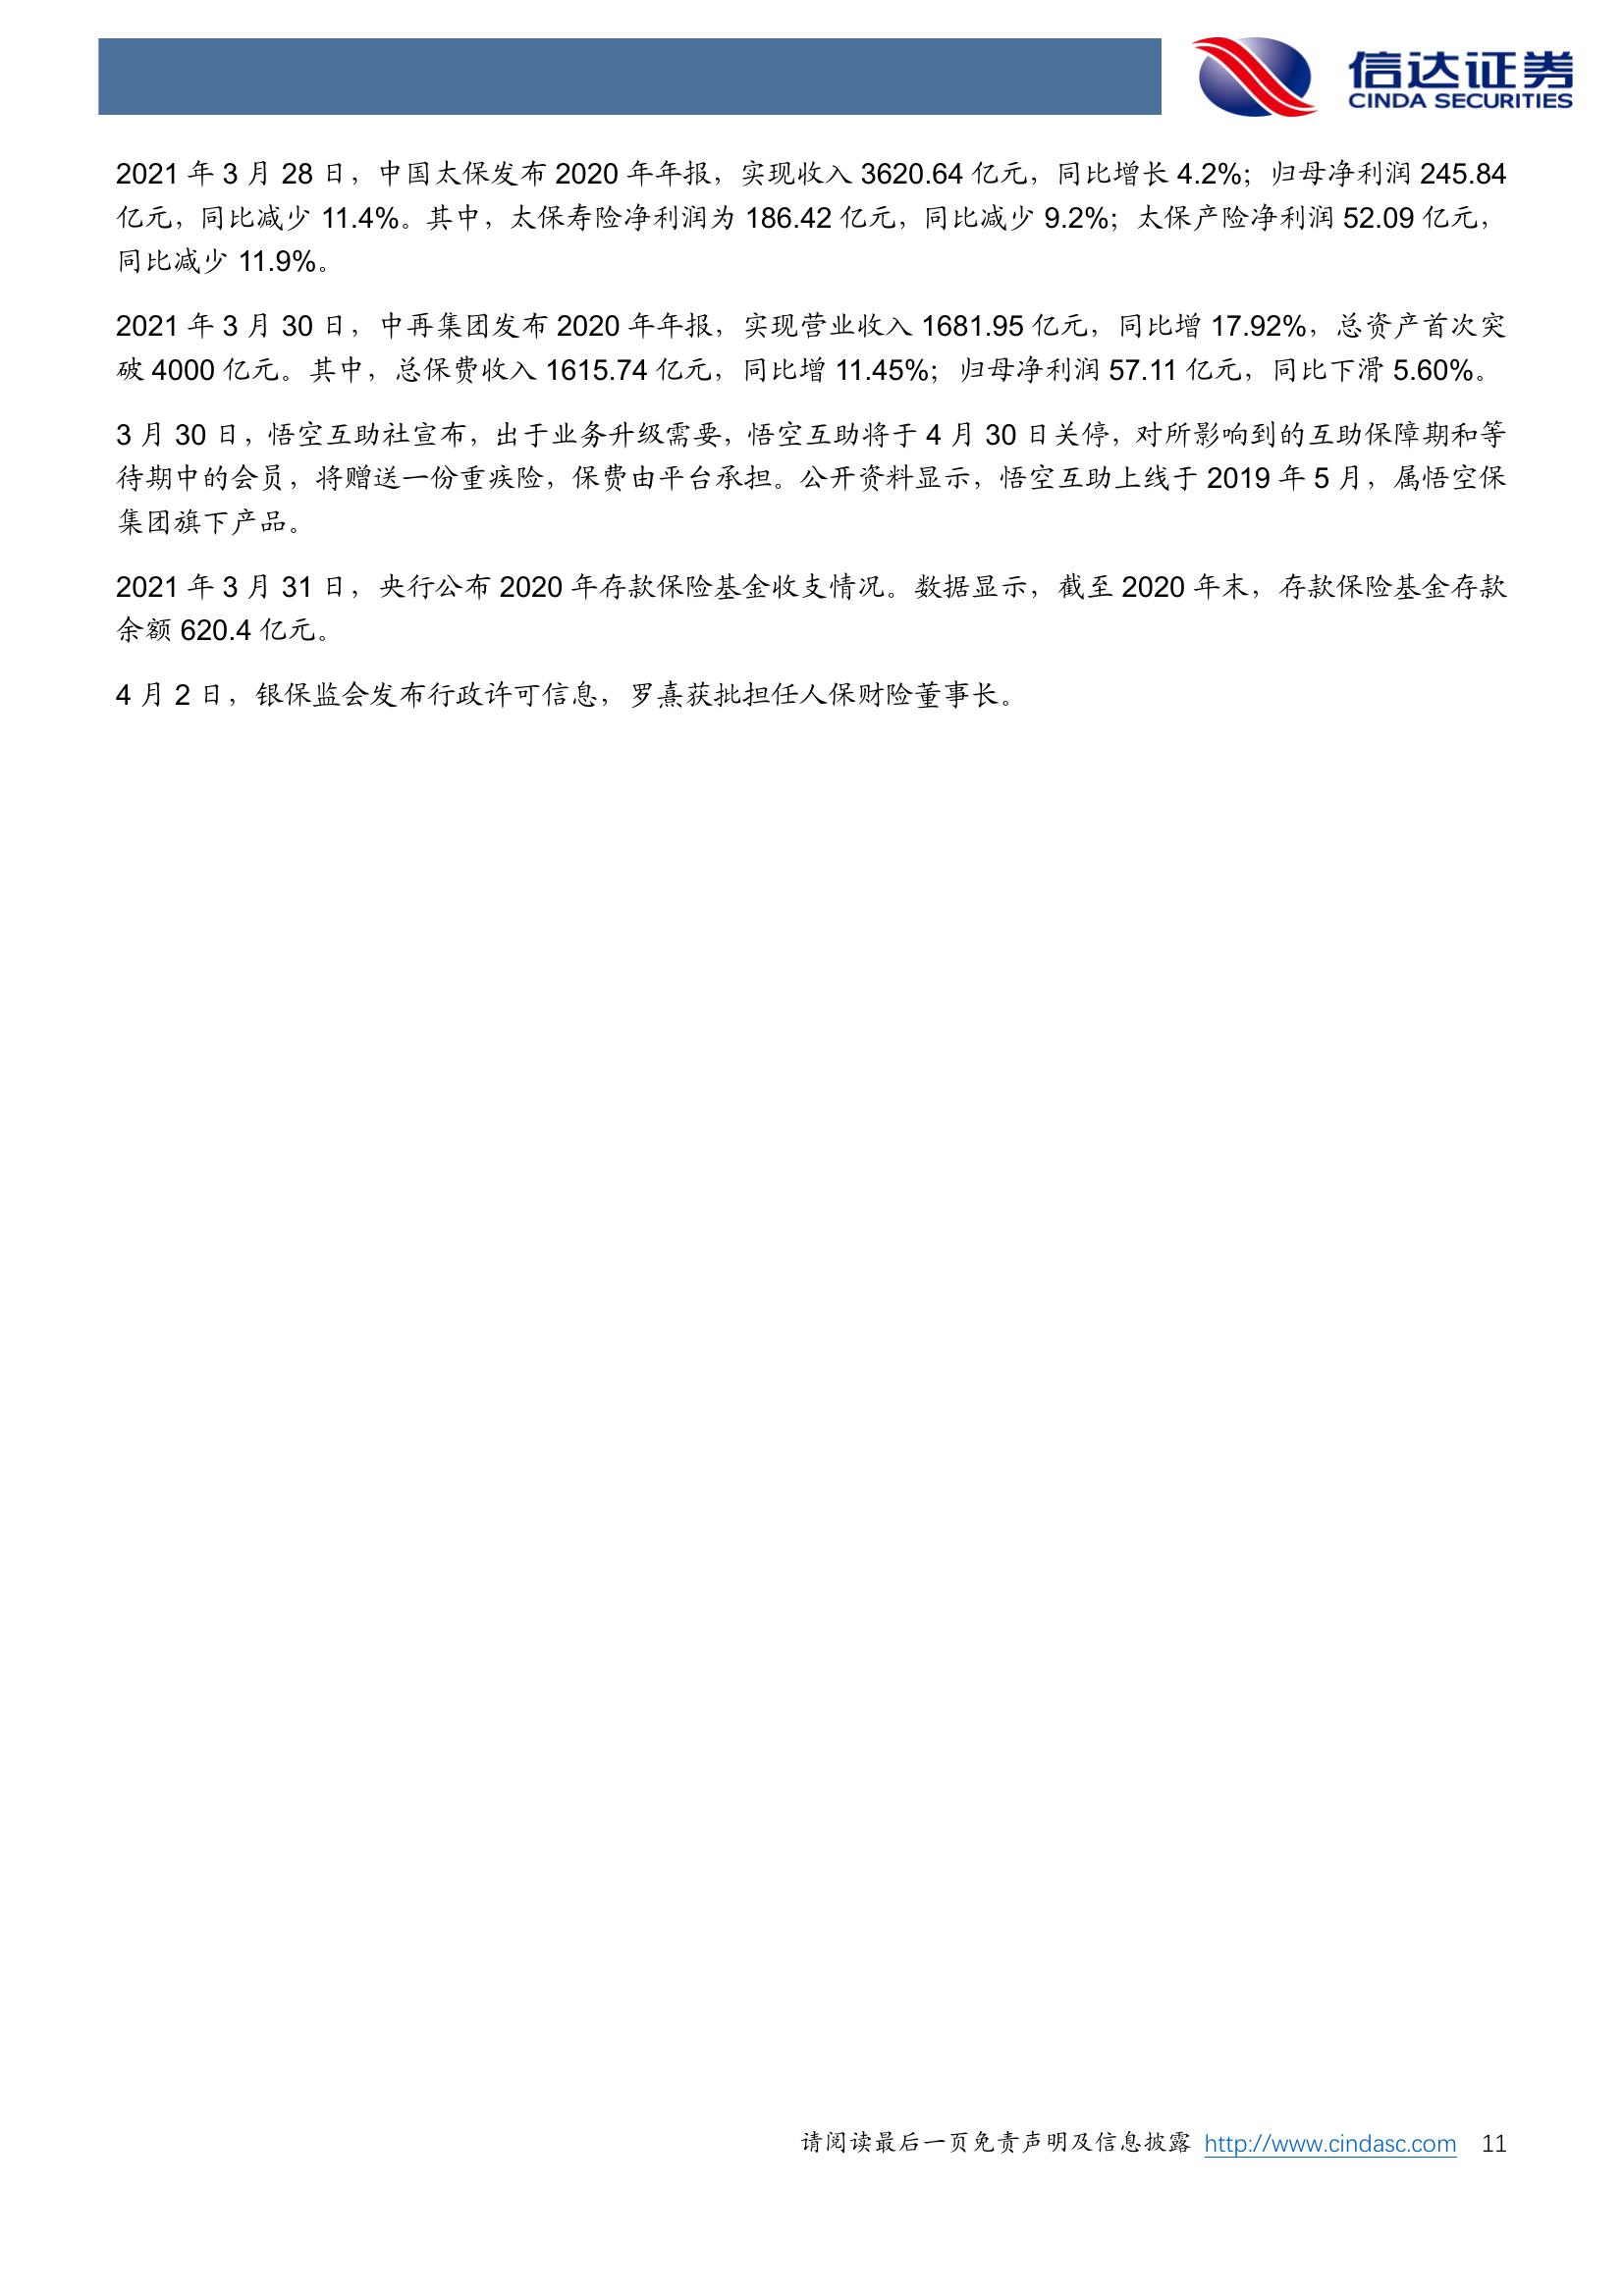 信达证券
CINDA SECURITIES
2021 年 3 月 28 日，中国太保发布 2020 年年报，实现收入 3620.64 亿元，同比增长 4.2%；归母净利润 245.84
亿元，同比减少 11.4%。其中，太保寿险净利润为 186.42 亿元，同比减少 9.2%；太保产险净利润 52.09 亿元，
同比减少 11.9%。
2021 年 3 月 30 日，中再集团发布 2020 年年报，实现营业收入 1681.95 亿元，同比增 17.92%，总资产首次突
破 4000 亿元。其中，总保费收入 1615.74 亿元，同比增 11.45%；归母净利润 57.11 亿元，同比下滑 5.60%。
3 月 30 日，悟空互助社宣布，出于业务升级需要，悟空互助将于 4 月 30 日关停，对所影响到的互助保障期和等
待期中的会员，将赠送一份重疾险，保费由平台承担。公开资料显示，悟空互助上线于 2019 年 5 月，属悟空保
集团旗下产品。
2021 年 3 月 31 日，央行公布 2020 年存款保险基金收支情况。数据显示，截至 2020 年末，存款保险基金存款
余额 620.4 亿元。
4 月 2 日，银保监会发布行政许可信息，罗熹获批担任人保财险董事长。
请阅读最后一页免责声明及信息披露 http://www.cindasc.com 11